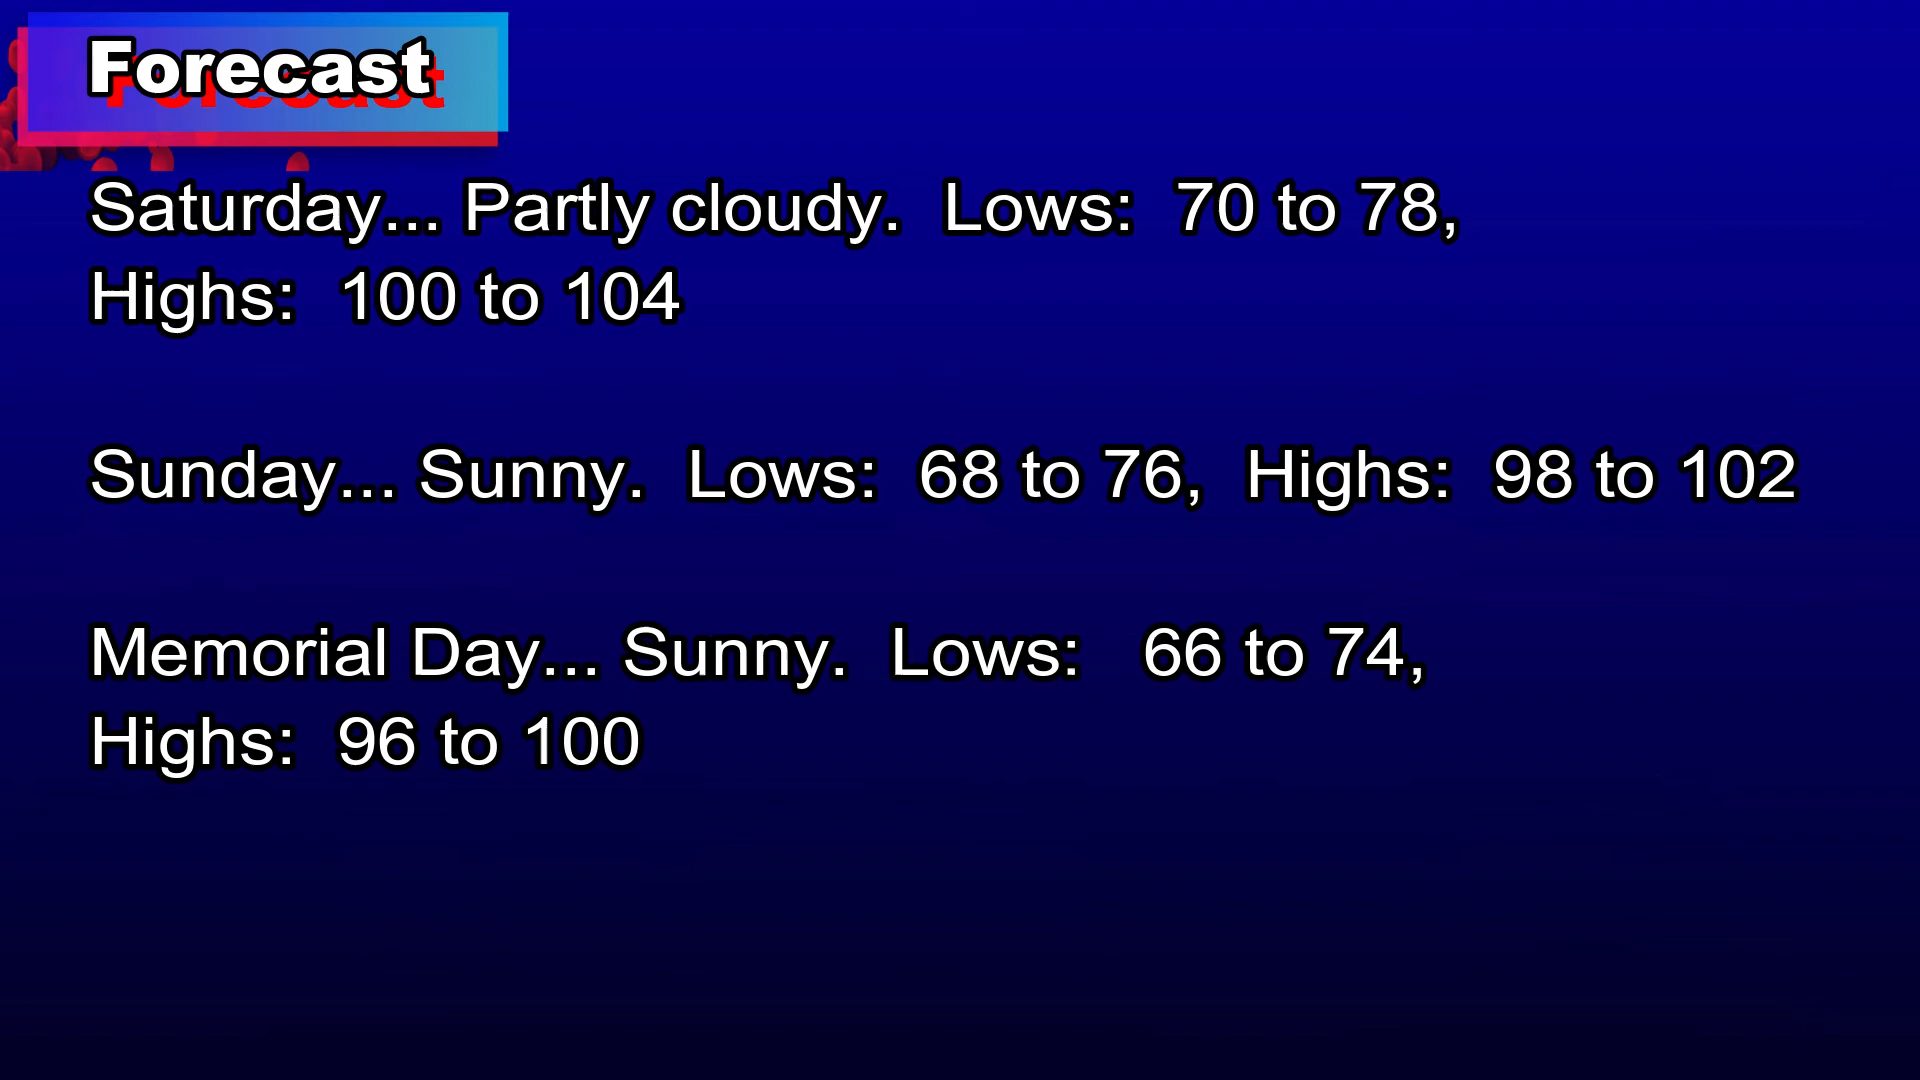 Forecast
Saturday... Partly cloudy.  Lows:  70 to 78,
Highs:  100 to 104
Sunday... Sunny.  Lows:  68 to 76,  Highs:  98 to 102
Memorial Day... Sunny.  Lows:   66 to 74,
Highs:  96 to 100